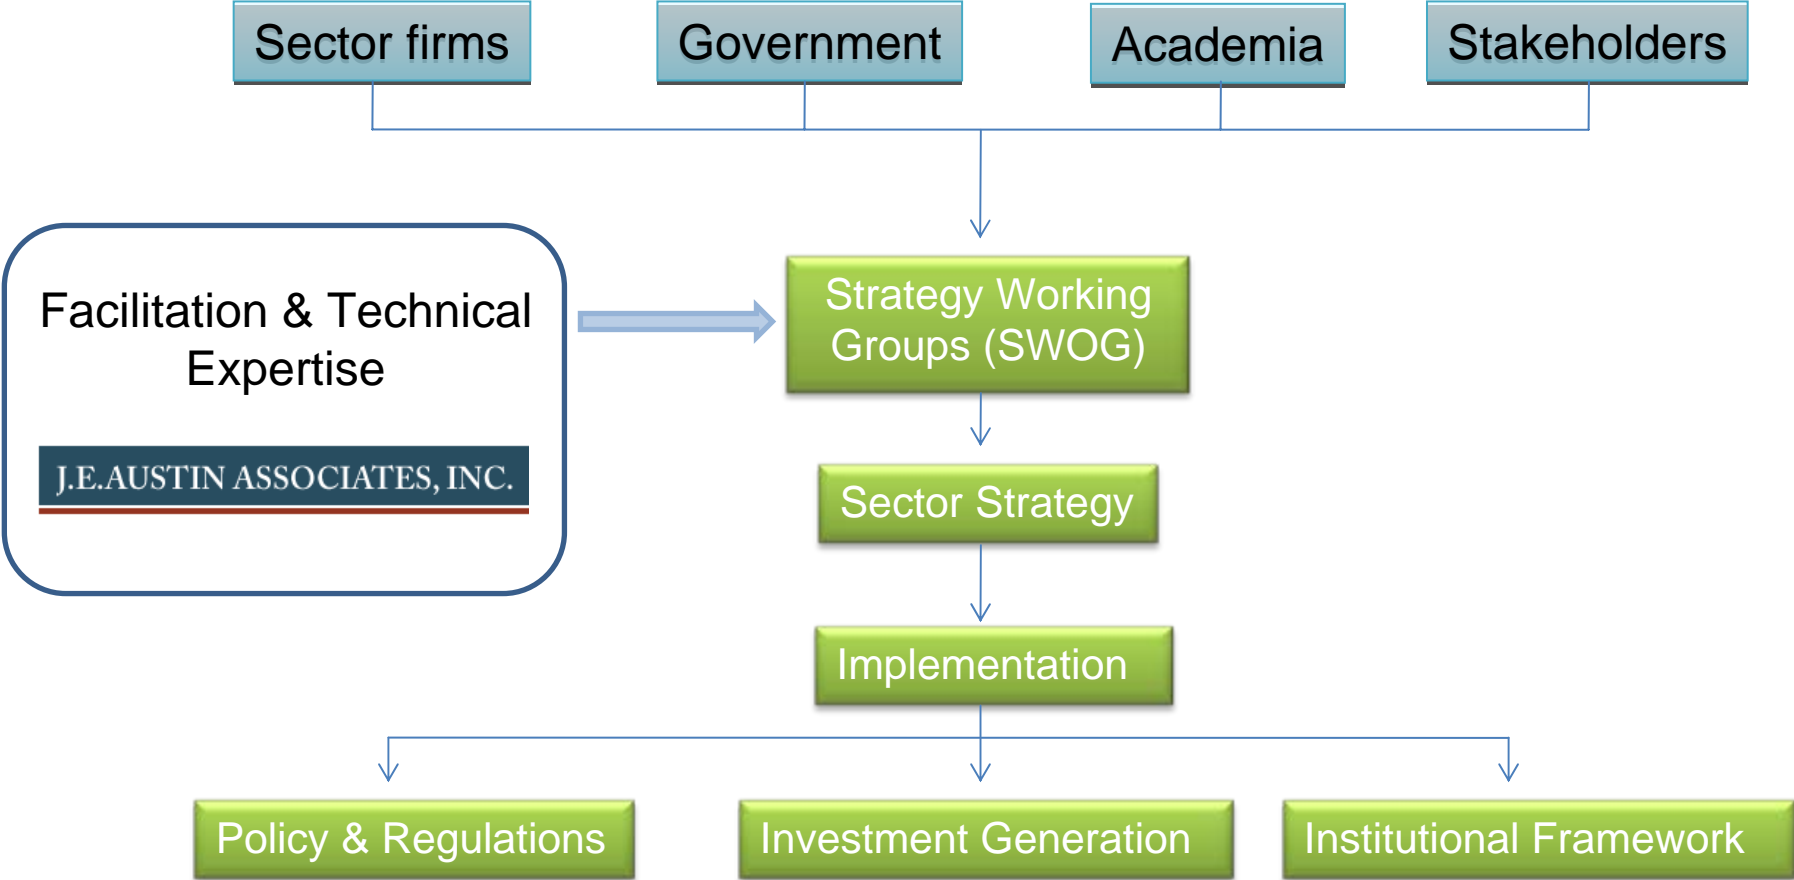 Sector firms
Government
Academia
Stakeholders
Facilitation & Technical
Expertise
J.E.AUSTIN ASSOCIATES, INC.
Strategy Working
Groups (SWOG)
Sector Strategy
Implementation
Policy & Regulations
Investment Generation
Institutional Framework